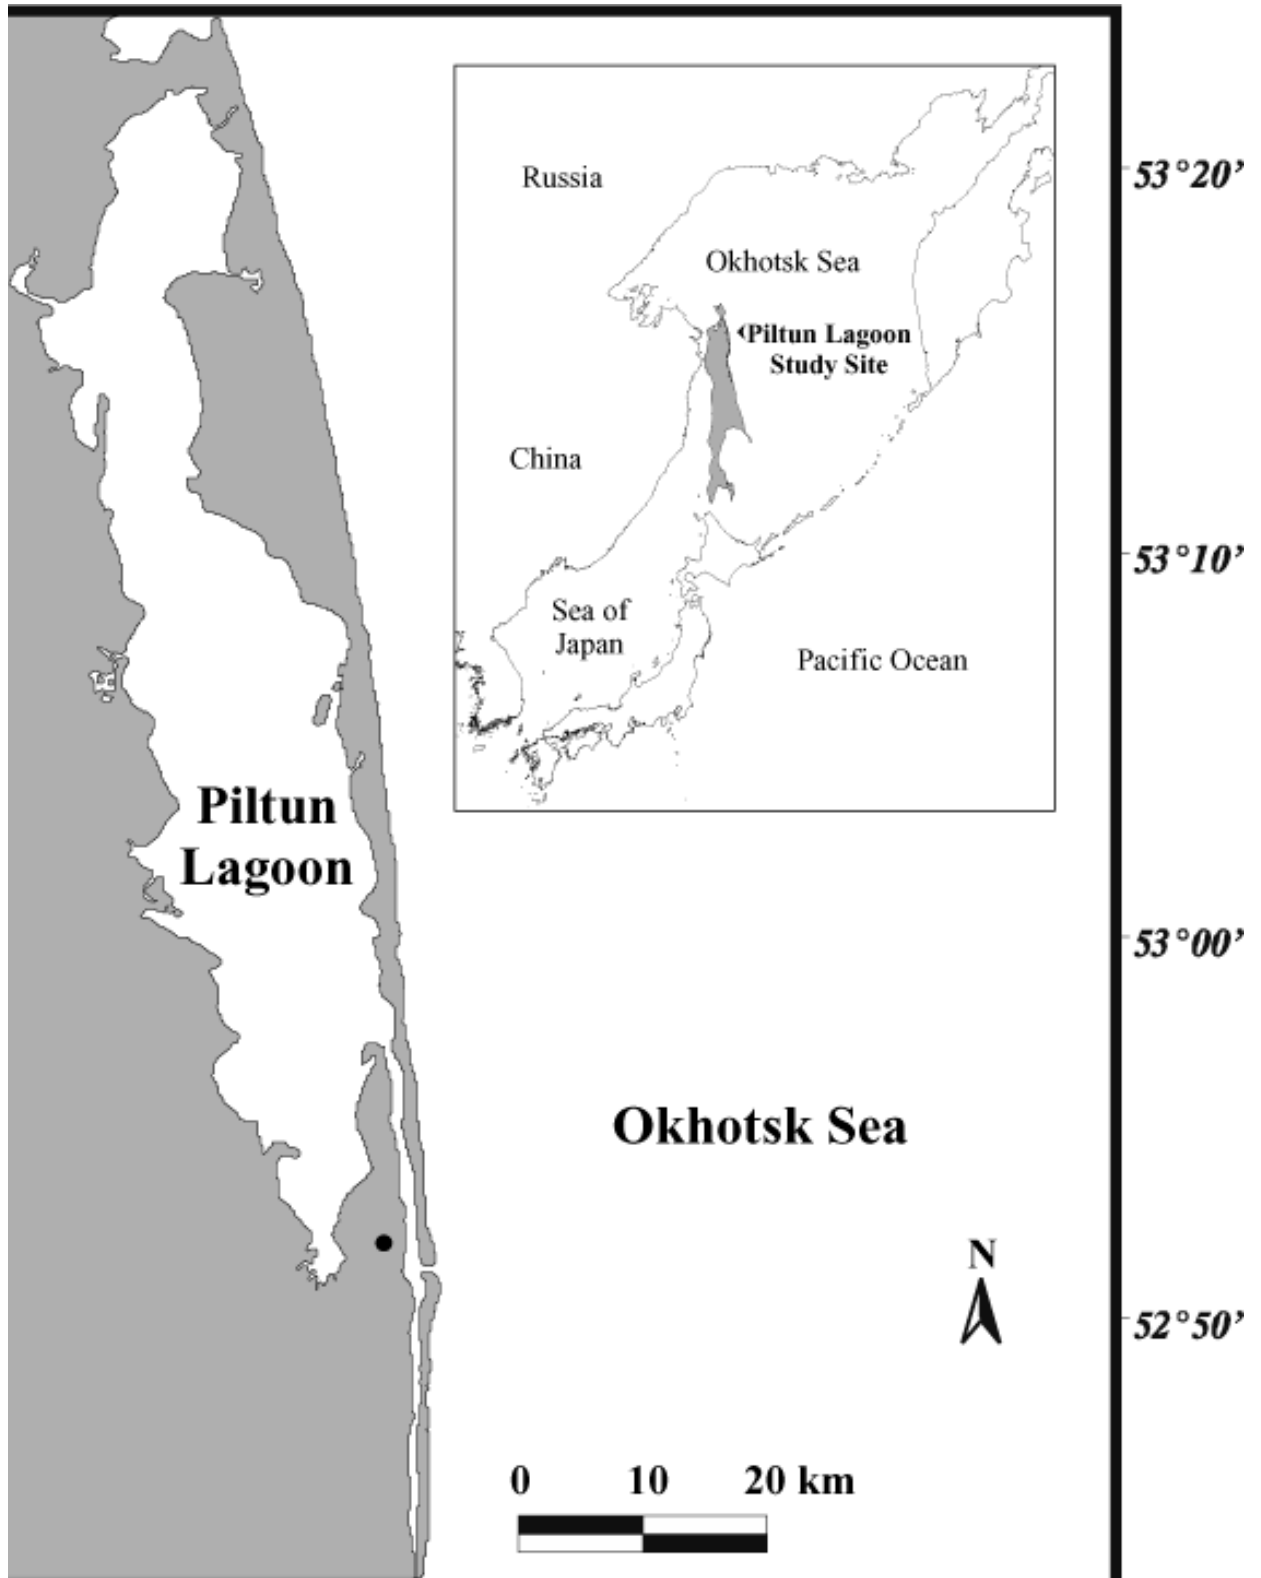 Russia
53°20’
Okhotsk Sea
Piltun Lagoon
Study Site
China
53°10’
Sea of
Japan
Pacific Ocean
Piltun
Lagoon
53°00’
Okhotsk Sea
N
52°50’
0 10 20 km